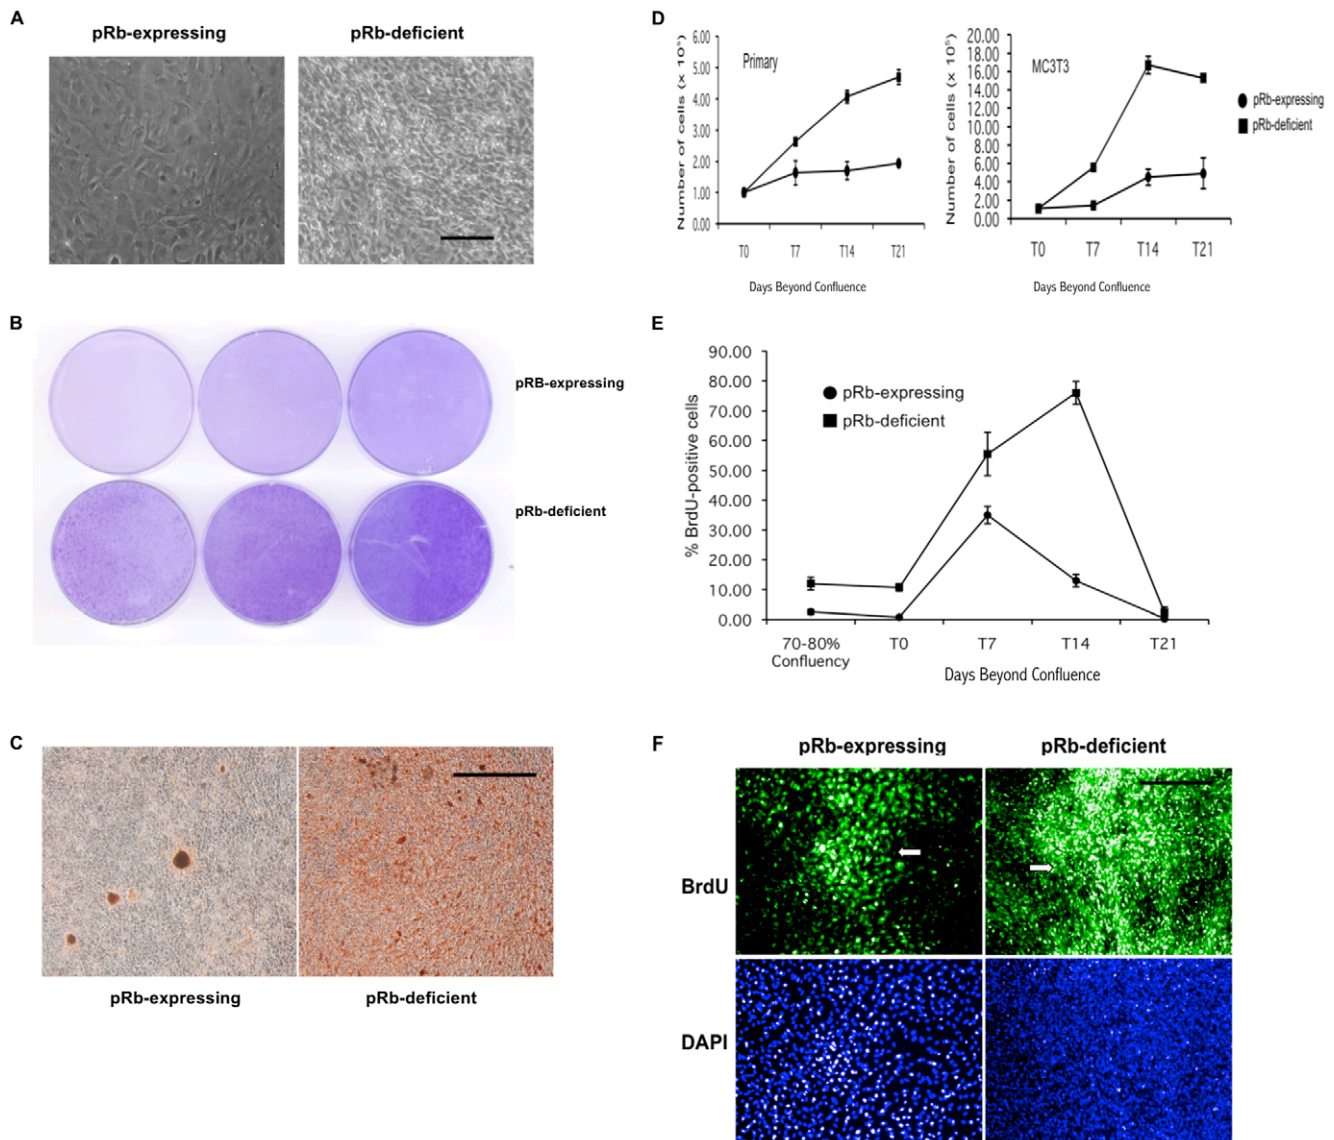 A
pRb-expressing
pRb-deficient
B
pRB-expressing
pRb-deficient
C
pRb-expressing
pRb-deficient
D
6.00
5.00
4.00
3.00
2.00
1.00
0.00
Number of cells (x 10⁵)
Primary
T0 T7 T14 T21
Days Beyond Confluence
20.00
18.00
16.00
14.00
12.00
10.00
8.00
6.00
4.00
2.00
0.00
Number of cells (x 10⁵)
MC3T3
T0 T7 T14 T21
Days Beyond Confluence
pRb-expressing
pRb-deficient
E
90.00
80.00
70.00
60.00
50.00
40.00
30.00
20.00
10.00
0.00
% BrdU-positive cells
pRb-expressing
pRb-deficient
70-80% T0 T7 T14 T21
Confluency
Days Beyond Confluence
F
pRb-expressing
pRb-deficient
BrdU
DAPI